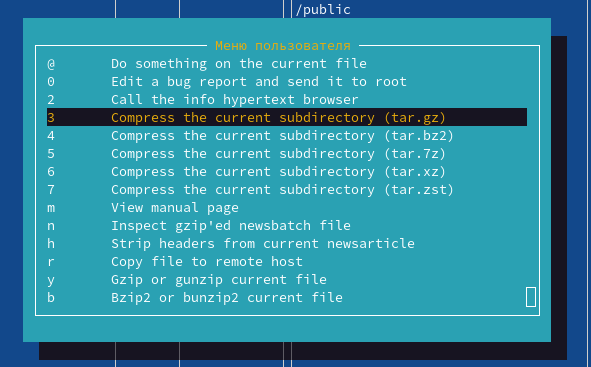 /public
Меню пользователя
@ Do something on the current file
0 Edit a bug report and send it to root
2 Call the info hypertext browser
3 Compress the current subdirectory (tar.gz)
4 Compress the current subdirectory (tar.bz2)
5 Compress the current subdirectory (tar.7z)
6 Compress the current subdirectory (tar.xz)
7 Compress the current subdirectory (tar.zst)
m View manual page
n Inspect gzip'ed newsbatch file
h Strip headers from current newsarticle
r Copy file to remote host
y Gzip or gunzip current file
b Bzip2 or bunzip2 current file